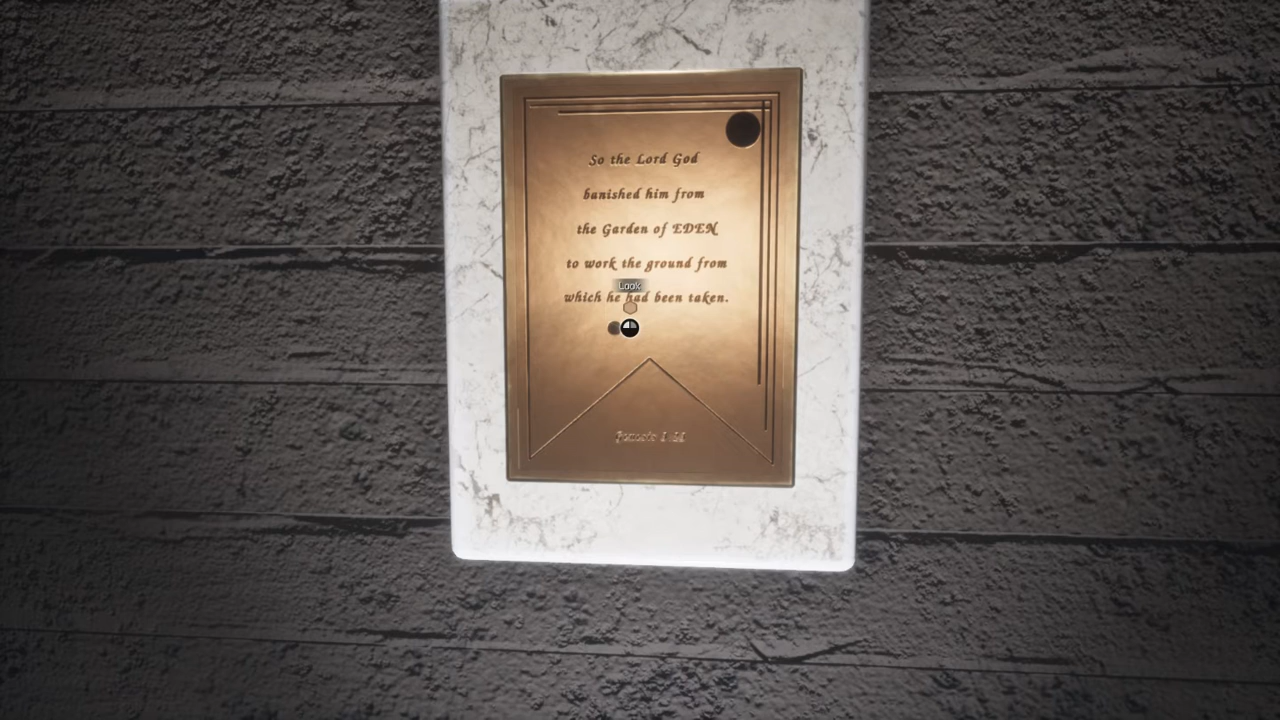 So the Lord God
banished him from
the Garden of EDEN
to work the ground from
Look
which he had been taken.